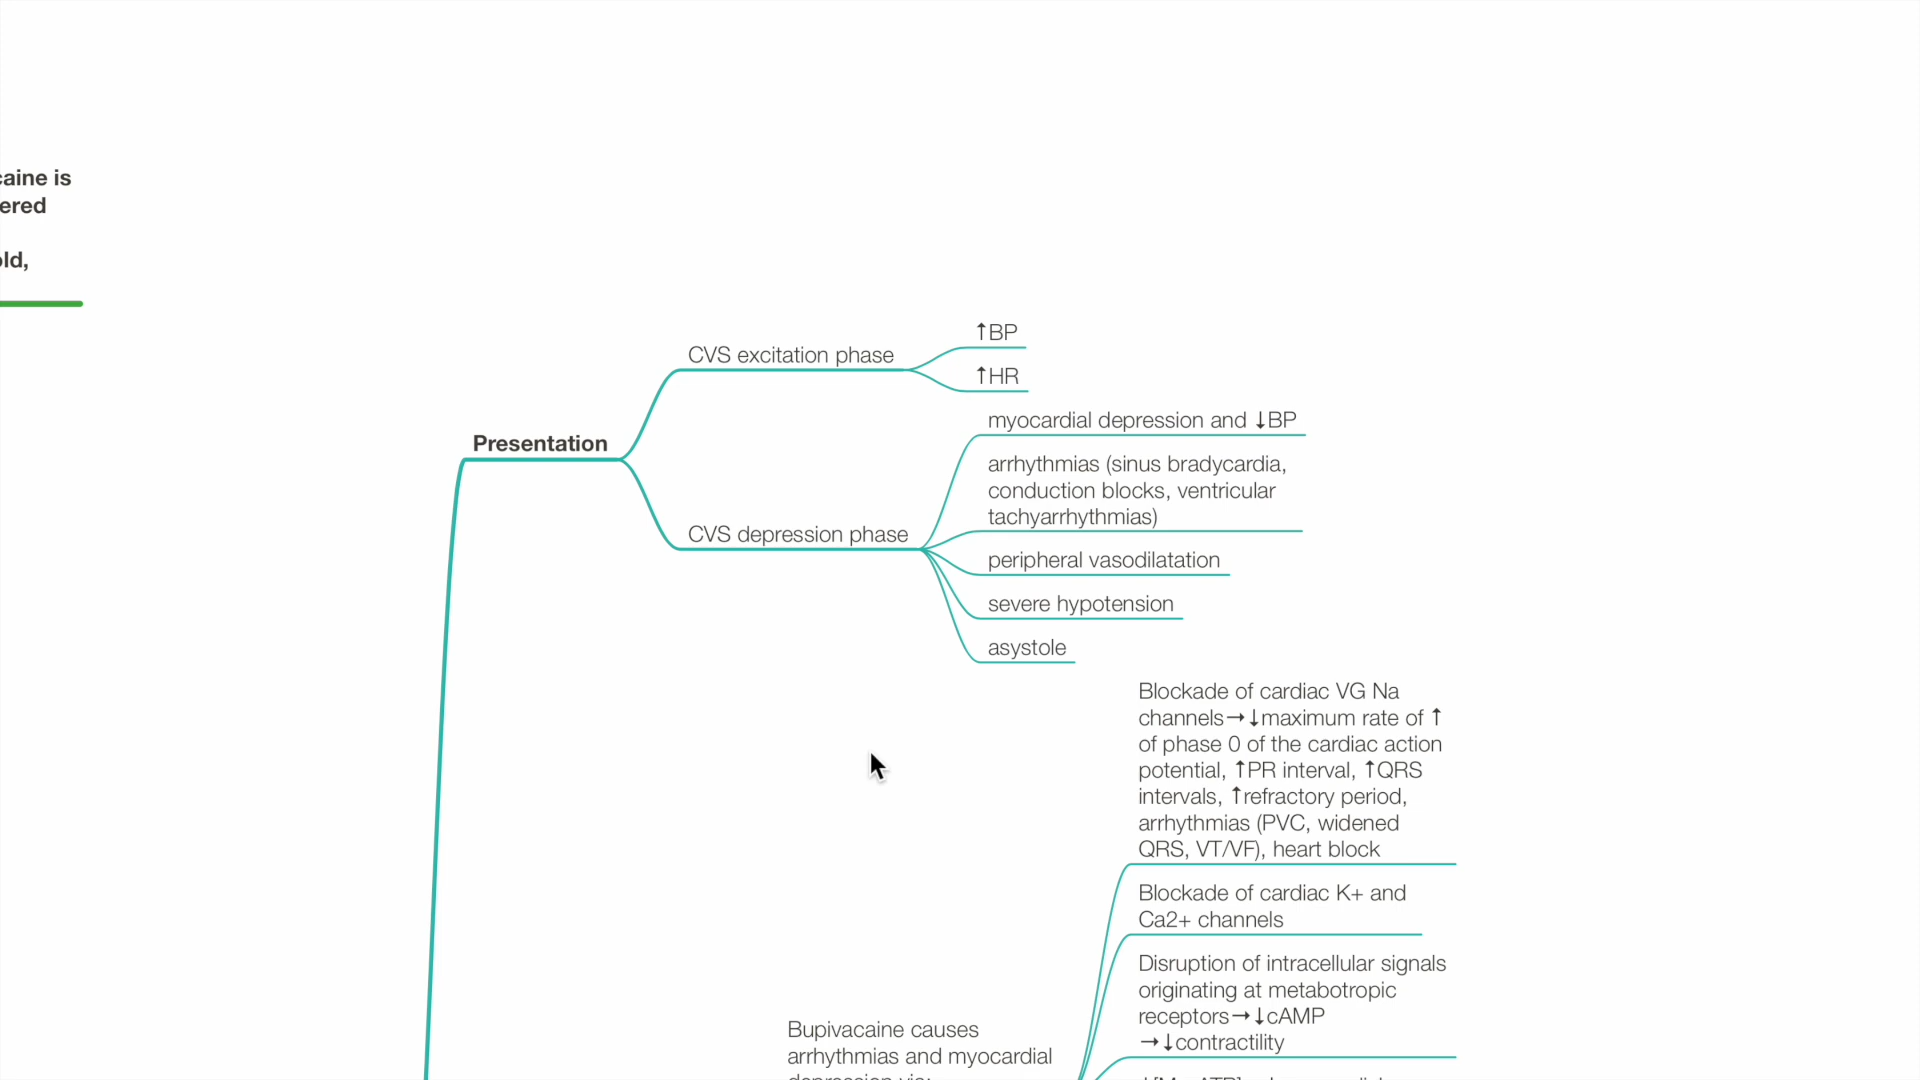 caine is
ered
old,
Presentation
CVS excitation phase
↑BP
↑HR
CVS depression phase
myocardial depression and ↓BP
arrhythmias (sinus bradycardia,
conduction blocks, ventricular
tachyarrhythmias)
peripheral vasodilatation
severe hypotension
asystole
Bupivacaine causes
arrhythmias and myocardial
depression via:
Blockade of cardiac VG Na
channels→↓maximum rate of ↑
of phase 0 of the cardiac action
potential, ↑PR interval, ↑QRS
intervals, ↑refractory period,
arrhythmias (PVC, widened
QRS, VT/VF), heart block
Blockade of cardiac K+ and
Ca2+ channels
Disruption of intracellular signals
originating at metabotropic
receptors→↓cAMP
→↓contractility